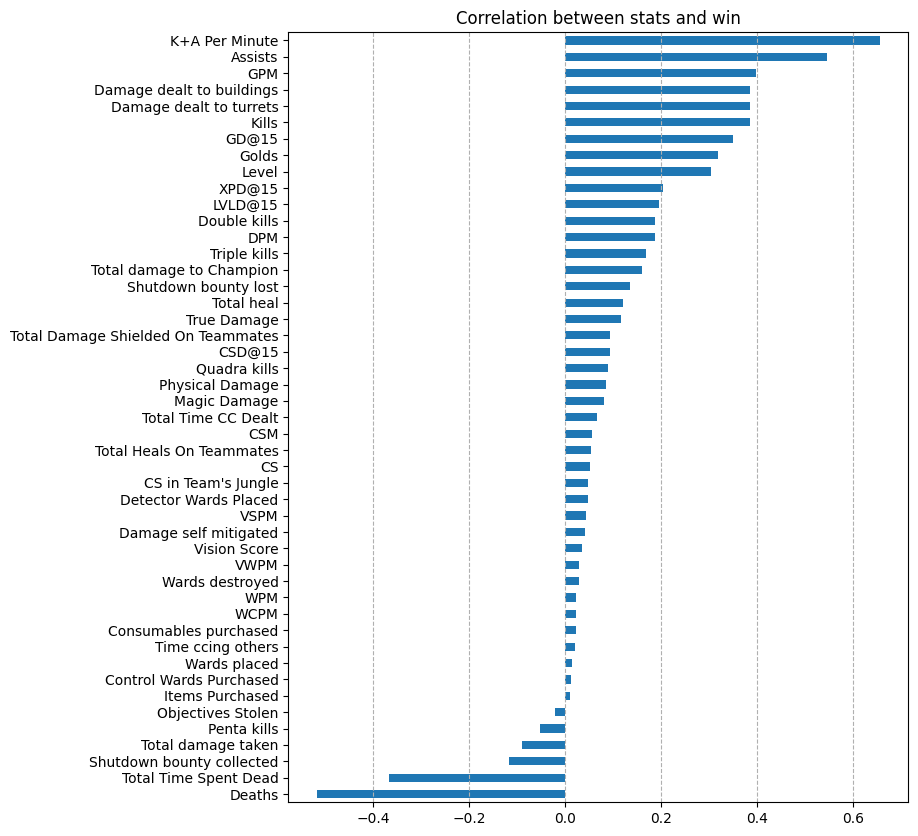 Correlation between stats and win
K+A Per Minute
Assists
GPM
Damage dealt to buildings
Damage dealt to turrets
Kills
GD@15
Golds
Level
XPD@15
LVLD@15
Double kills
DPM
Triple kills
Total damage to Champion
Shutdown bounty lost
Total heal
True Damage
Total Damage Shielded On Teammates
CSD@15
Quadra kills
Physical Damage
Magic Damage
Total Time CC Dealt
CSM
Total Heals On Teammates
CS
CS in Team's Jungle
Detector Wards Placed
VSPM
Damage self mitigated
Vision Score
VWPM
Wards destroyed
WPM
WCPM
Consumables purchased
Time ccing others
Wards placed
Control Wards Purchased
Items Purchased
Objectives Stolen
Penta kills
Total damage taken
Shutdown bounty collected
Total Time Spent Dead
Deaths
−0.4 −0.2 0.0 0.2 0.4 0.6